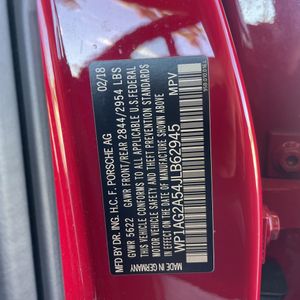 MFD BY DR. ING. H.C. F. PORSCHE AG
02/18
GAWR FRONT/REAR 2844/2954 LBS
GVWR 5622
THIS VEHICLE CONFORMS TO ALL APPLICABLE U.S.FEDERAL
MOTOR VEHICLE SAFETY AND THEFT PREVENTION STANDARDS
IN EFFECT ON THE DATE OF MANUFACTURE SHOWN ABOVE
WP1AG2A54JLB62945
MPV
MADE IN GERMANY